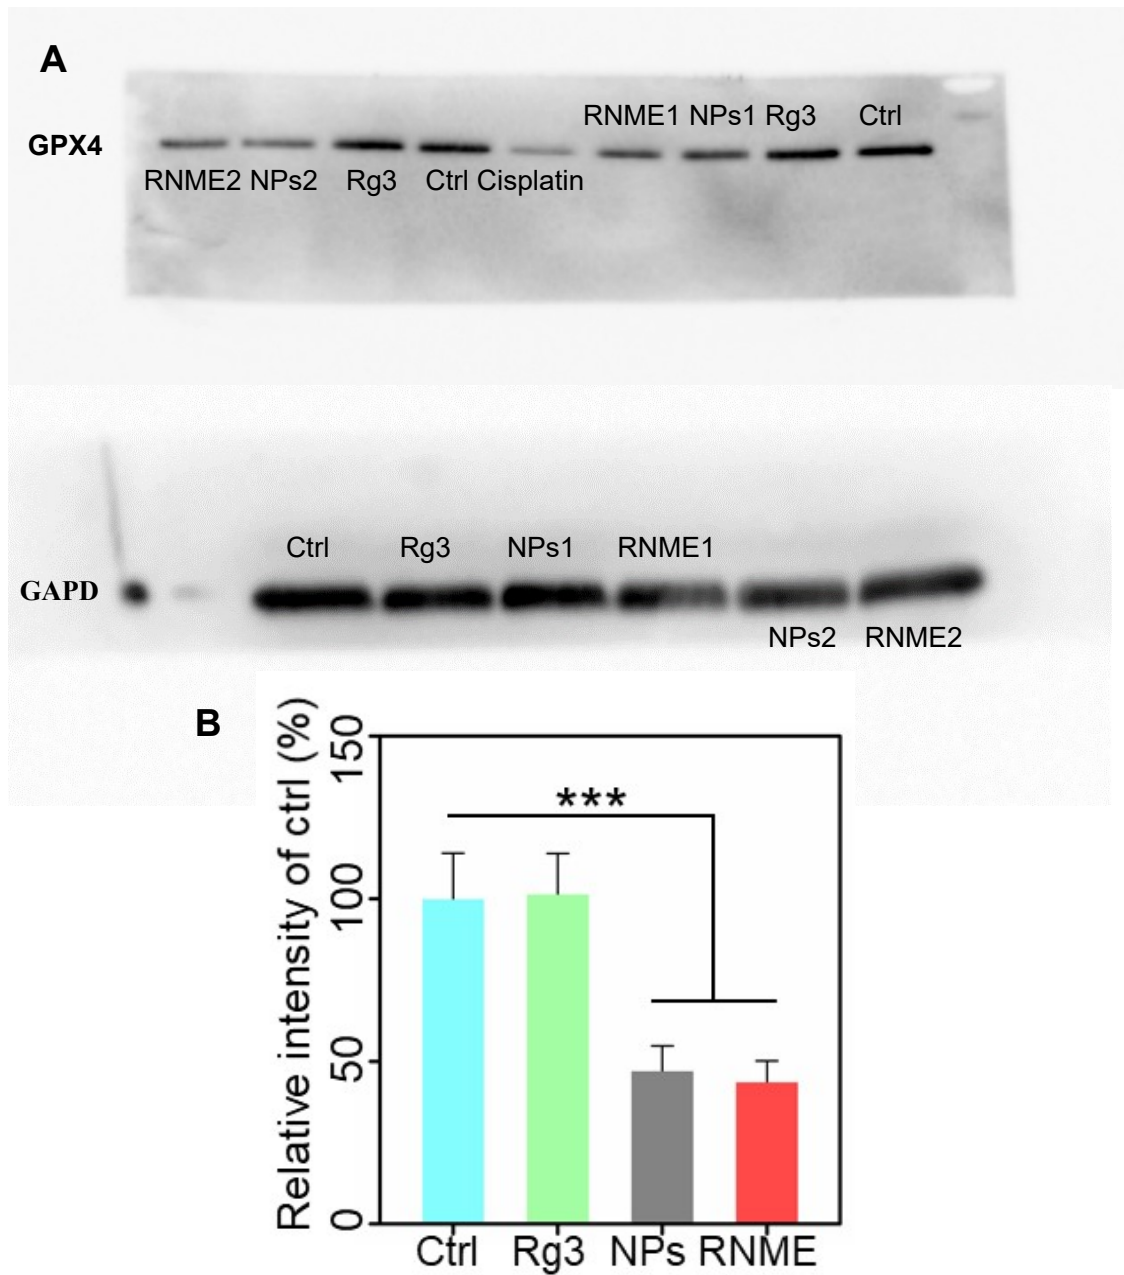 A
RNME1 NPs1 Rg3 Ctrl
GPX4
RNME2 NPs2 Rg3 Ctrl Cisplatin
Ctrl Rg3 NPs1 RNME1
GAPD
NPs2 RNME2
B
Relative intensity of ctrl (%)
150
***
100
50
0
Ctrl Rg3 NPs RNME